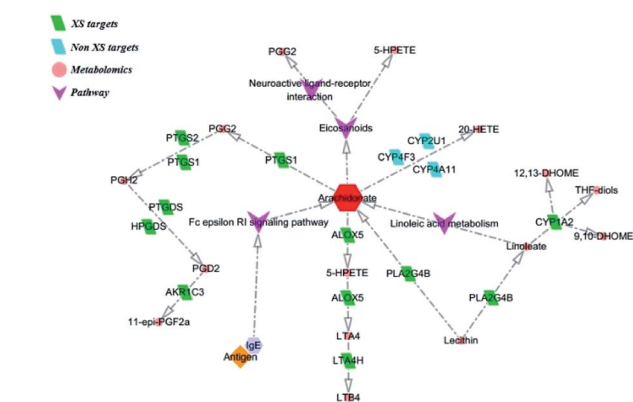 XS targets
Non XS targets
Metabolomics
Pathway
PGG2
5-HPETE
Neuroactive ligand-receptor
interaction
Eicosanoids
PTGS2
PGG2
PTGS1
PTGS1
CYP2U1
20-HETE
CYP4F3
CYP4A11
PGH2
12,13-DHOME
THF-diols
Arachidonate
PTGDS
HPGDS
Fc epsilon RI signaling pathway
Linoleic acid metabolism
CYP1A2
9,10-DHOME
ALOX5
Linoleate
PGD2
5-HPETE
PLA2G4B
AKR1C3
ALOX5
PLA2G4B
11-epi-PGF2a
LTA4
Lecithin
IgE
Antigen
LTA4H
LTB4